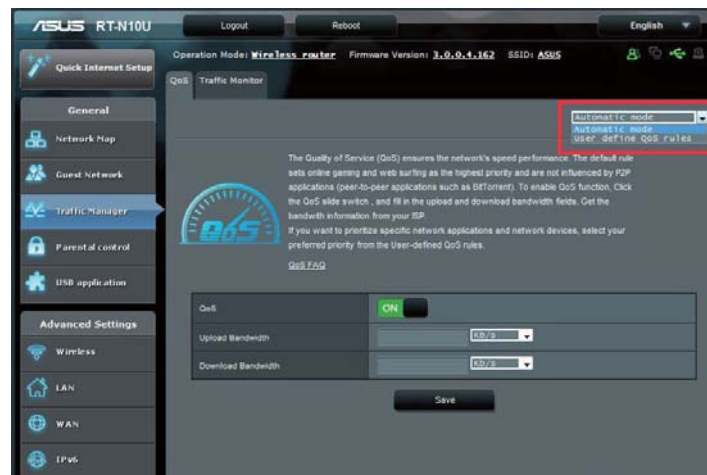 ASUS RT-N10U
Logout
Reboot
English
Quick Internet Setup
Operation Mode: Wireless router Firmware Version: 3.0.0.4.162 SSID: ASUS
QoS
Traffic Monitor
General
Network Map
Guest Network
Traffic Manager
Parental control
USB application
Advanced Settings
Wireless
LAN
WAN
IPv6
Automatic mode
Automatic mode
User define QoS rules
QoS
The Quality of Service (QoS) ensures the network's speed performance. The default rule
sets online gaming and web surfing as the highest priority and are not influenced by P2P
applications (peer-to-peer applications such as BitTorrent). To enable QoS function, Click
the QoS slide switch , and fill in the upload and download bandwidth fields. Get the
bandwith information from your ISP.
If you want to prioritize specific network applications and network devices, select your
preferred priority from the User-defined QoS rules.
QoS FAQ
QoS
ON
Upload Bandwidth
Kb/s
Download Bandwidth
Kb/s
Save